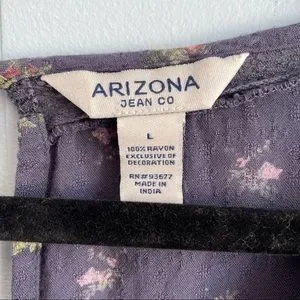 ARIZONA
JEAN CO
L
100% RAYON
EXCLUSIVE OF
DECORATION
RN#93677
MADE IN
INDIA